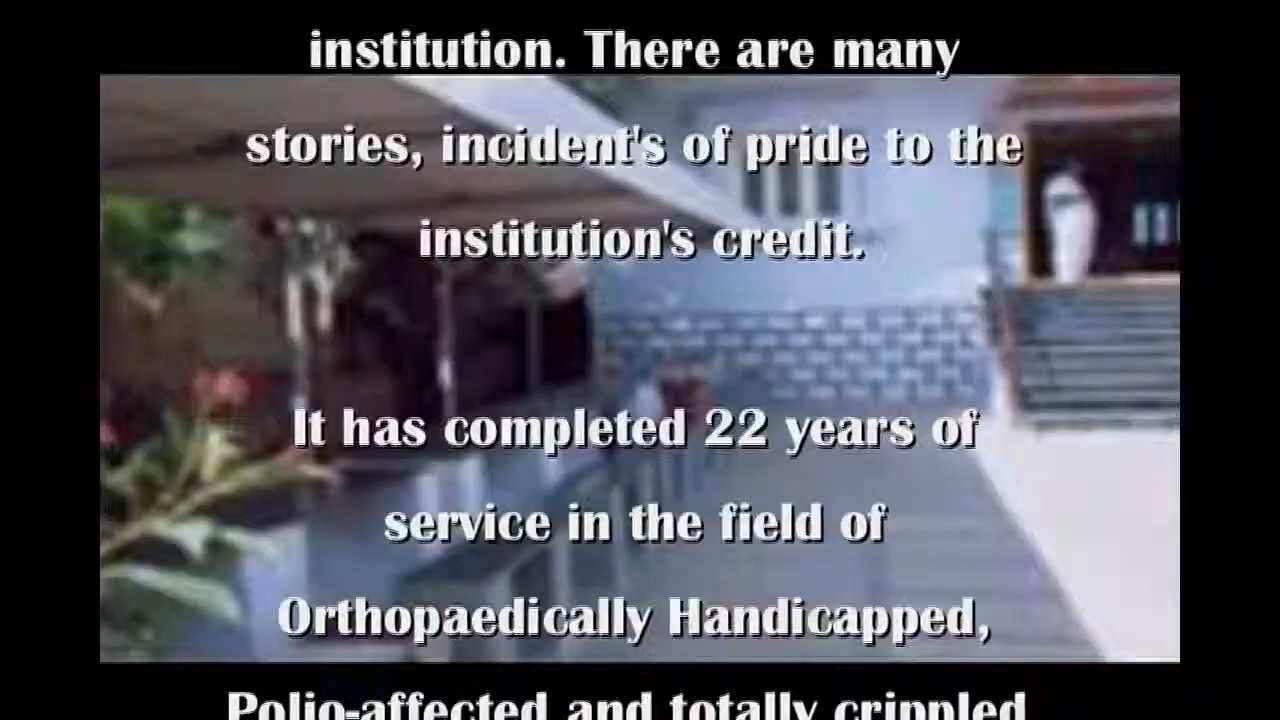 institution. There are many
stories, incident's of pride to the
institution's credit.
It has completed 22 years of
service in the field of
Orthopaedically Handicapped,
Polio-affected and totally crippled